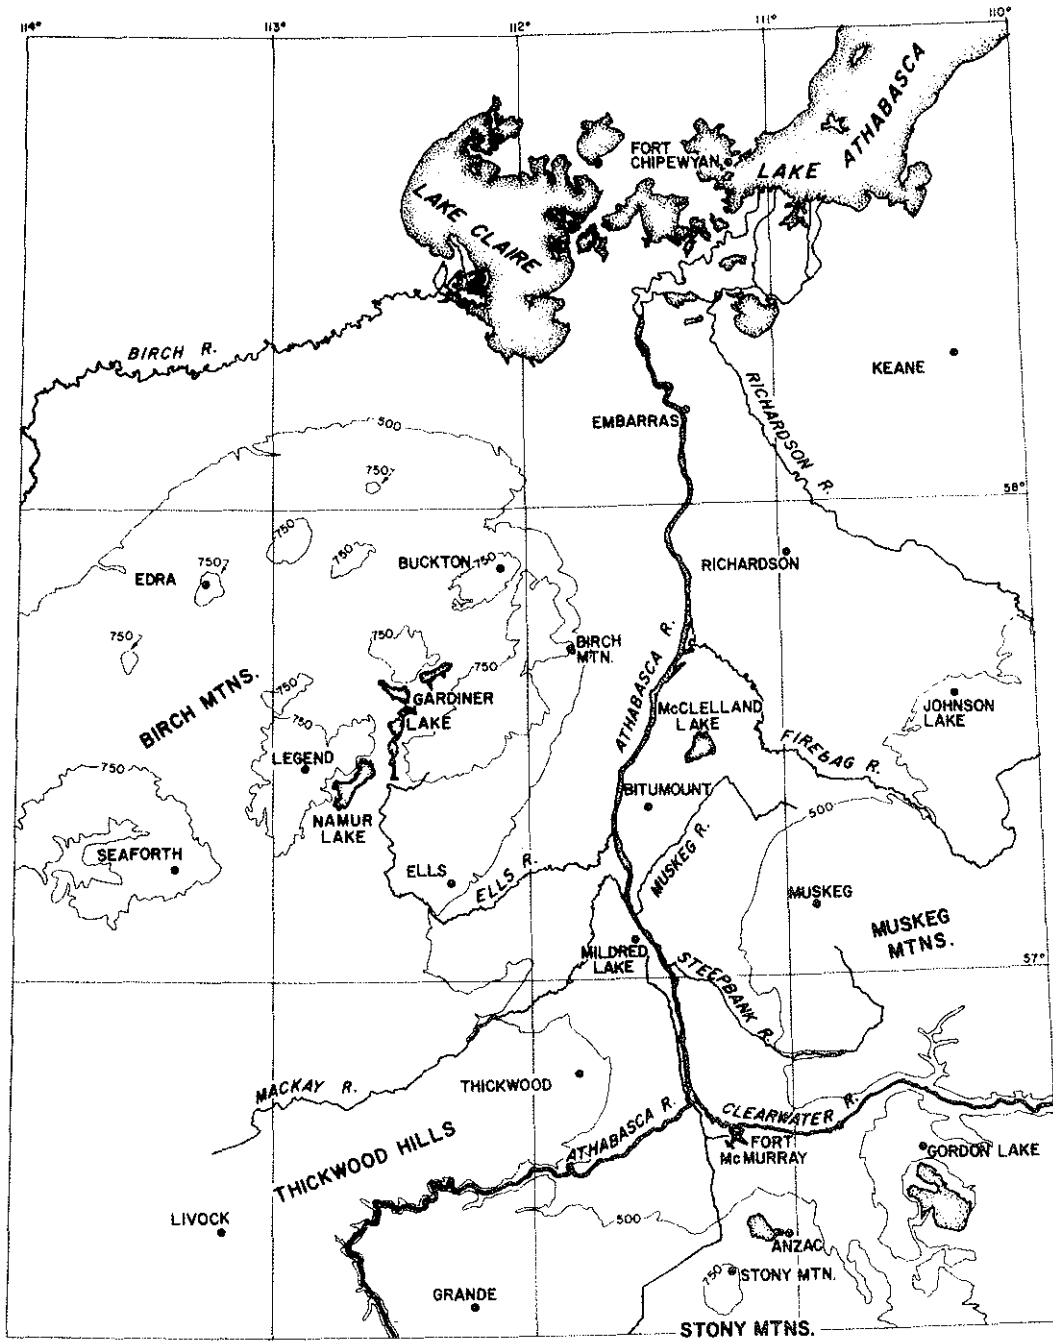 114°
113°
112°
111°
110°
LAKE ATHABASCA
FORT
CHIPEWYAN
LAKE CLAIRE
BIRCH R.
KEANE
RICHARDSON R.
EMBARRAS
500
750
58°
750
750
BUCKTON
750
750
EDRA
RICHARDSON
750
750
BIRCH
MTN.
750
ATHABASCA R.
750
GARDINER
LAKE
McCLELLAND
LAKE
JOHNSON
LAKE
BIRCH MTNS.
750
FIREBAG R.
LEGEND
750
BITUMOUNT
500
NAMUR
LAKE
MUSKEG R.
SEAFORTH
ELLS
ELLS R.
MUSKEG
MUSKEG
MTNS.
MILDRED
LAKE
STEEPBANK R.
57°
MACKAY R.
THICKWOOD
CLEARWATER R.
THICKWOOD HILLS
ATHABASCA R.
FORT
McMURRAY
GORDON LAKE
LIVOCK
500
ANZAC
750
STONY MTN.
GRANDE
STONY MTNS.